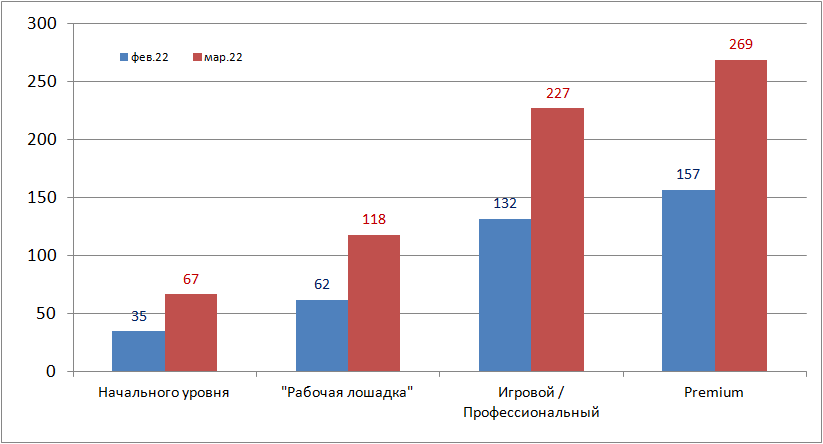 300
250
200
150
100
50
0
фев.22 мар.22
35 67 62 118 132 227 157 269
Начального уровня "Рабочая лошадка" Игровой / Premium
Профессиональный